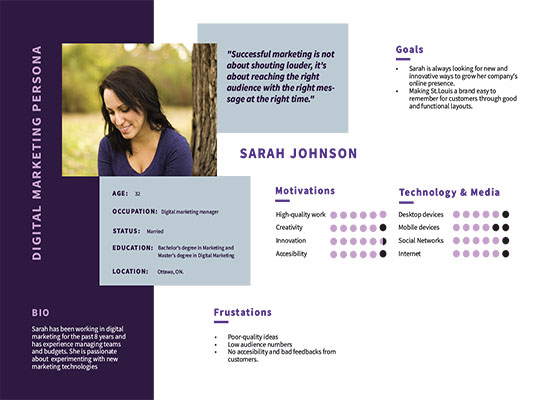 DIGITAL MARKETING PERSONA
"Successful marketing is not
about shouting louder, it's
about reaching the right
audience with the right mes-
sage at the right time."
Goals
• Sarah is always looking for new and
innovative ways to grow her company's
online presence.
• Making St.Louis a brand easy to
remember for customers through good
and functional layouts.
SARAH JOHNSON
AGE: 32
OCCUPATION: Digital marketing manager
STATUS: Married
EDUCATION: Bachelor's degree in Marketing and
Master's degree in Digital Marketing
LOCATION: Ottawa, ON.
Motivations
High-quality work
Creativity
Innovation
Accesibility
Technology & Media
Desktop devices
Mobile devices
Social Networks
Internet
BIO
Sarah has been working in digital
marketing for the past 8 years and
has experience managing teams
and budgets. She is passionate
about experimenting with new
marketing technologies
Frustations
• Poor-quality ideas
• Low audience numbers
• No accesibility and bad feedbacks from
customers.